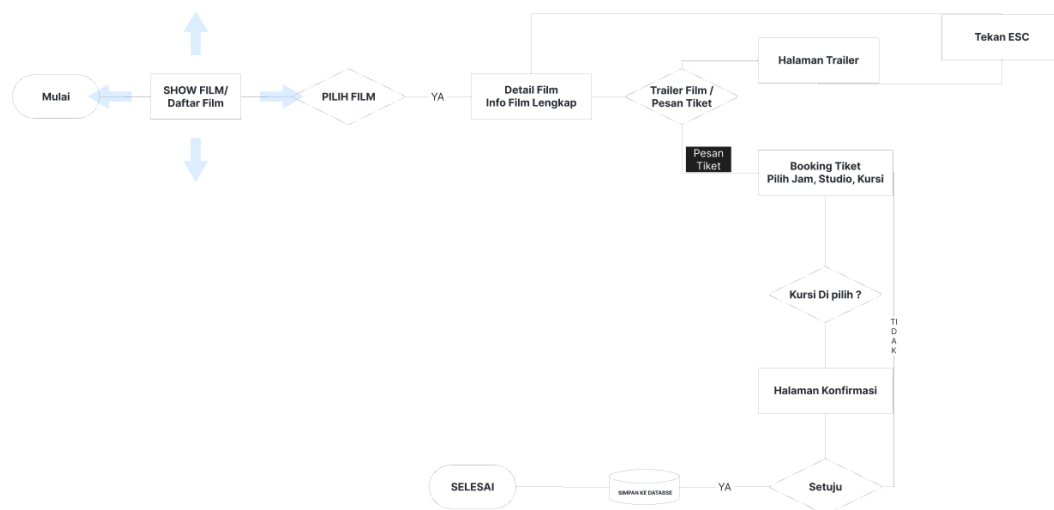 Tekan ESC
Halaman Trailer
Mulai
SHOW FILM/
Daftar Film
PILIH FILM
YA
Detail Film
Info Film Lengkap
Trailer Film /
Pesan Tiket
Pesan
Tiket
Booking Tiket
Pilih Jam, Studio, Kursi
Kursi Di pilih ?
TI
D
A
K
Halaman Konfirmasi
SELESAI
SIMPAN KE DATABSE
YA
Setuju